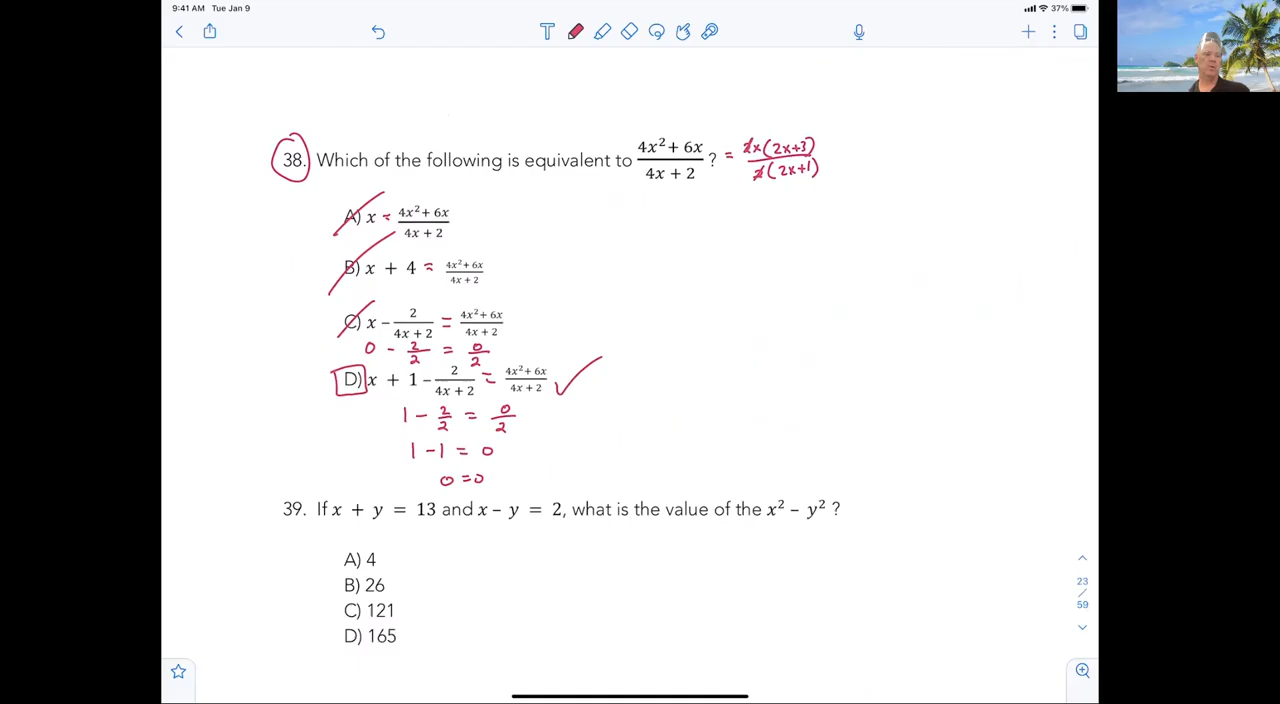 9:41 AM Tue Jan 9
37%
T
38. Which of the following is equivalent to (4x² + 6x)/(4x + 2) ? = 2x(2x+3)/2(2x+1)
A) x = (4x² + 6x)/(4x + 2)
B) x + 4 = (4x² + 6x)/(4x + 2)
C) x − 2/(4x + 2) = (4x² + 6x)/(4x + 2)
0 - 2/2 = 0/2
D) x + 1 − 2/(4x + 2) = (4x² + 6x)/(4x + 2)
1 - 2/2 = 0/2
1 - 1 = 0
0 = 0
39. If x + y = 13 and x − y = 2, what is the value of the x² − y² ?
A) 4
B) 26
C) 121
D) 165
23
/
59